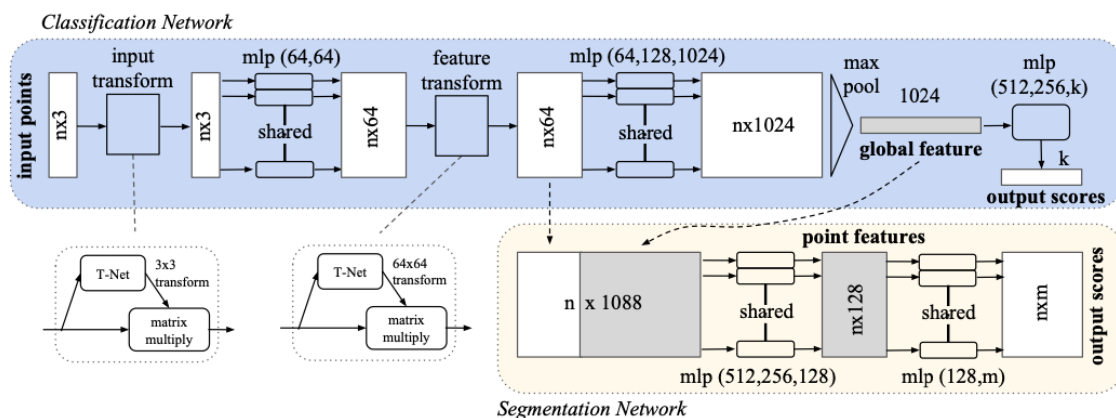 Classification Network
input points
nx3
input
transform
nx3
mlp (64,64)
shared
nx64
feature
transform
nx64
mlp (64,128,1024)
shared
nx1024
max
pool
1024
global feature
mlp
(512,256,k)
k
output scores
T-Net
3x3
transform
matrix
multiply
T-Net
64x64
transform
matrix
multiply
point features
n x 1088
shared
mlp (512,256,128)
nx128
shared
mlp (128,m)
nxm
output scores
Segmentation Network